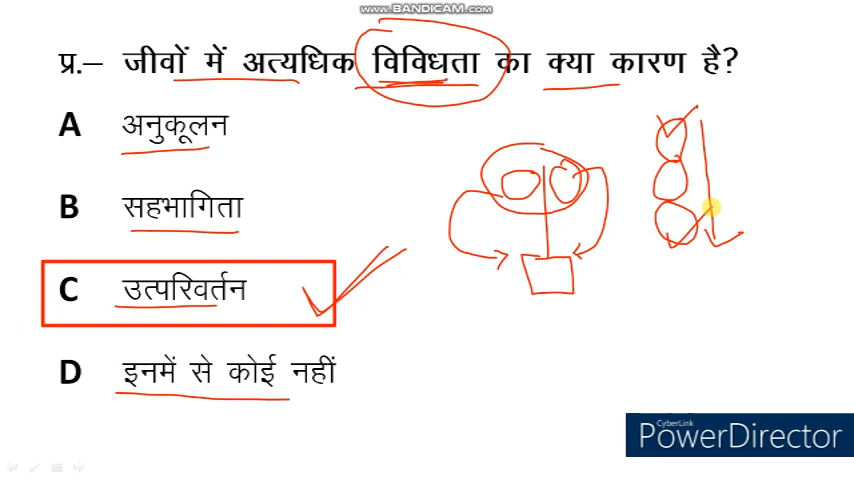 www.BANDICAM.com
प्र.– जीवों में अत्यधिक विविधता का क्या कारण है?
A अनुकूलन
B सहभागिता
C उत्परिवर्तन
D इनमें से कोई नहीं
CyberLink
PowerDirector